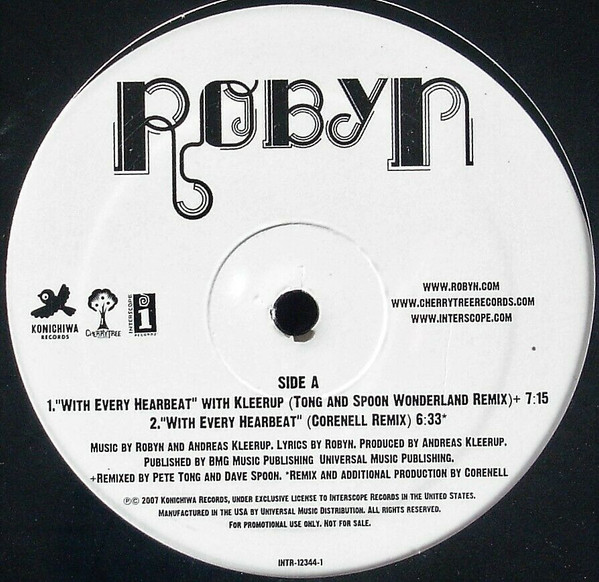 ROBYN
KONICHIWA
RECORDS
CHERRYTREE
INTERSCOPE
i
RECORDS
WWW.ROBYN.COM
WWW.CHERRYTREERECORDS.COM
WWW.INTERSCOPE.COM
SIDE A
1."WITH EVERY HEARBEAT" WITH KLEERUP (TONG AND SPOON WONDERLAND REMIX)+ 7:15
2."WITH EVERY HEARBEAT" (CORENELL REMIX) 6:33*
MUSIC BY ROBYN AND ANDREAS KLEERUP. LYRICS BY ROBYN. PRODUCED BY ANDREAS KLEERUP.
PUBLISHED BY BMG MUSIC PUBLISHING UNIVERSAL MUSIC PUBLISHING.
+REMIXED BY PETE TONG AND DAVE SPOON. *REMIX AND ADDITIONAL PRODUCTION BY CORENELL
℗© 2007 KONICHIWA RECORDS, UNDER EXCLUSIVE LICENSE TO INTERSCOPE RECORDS IN THE UNITED STATES.
MANUFACTURED IN THE USA BY UNIVERSAL MUSIC DISTRIBUTION. ALL RIGHTS RESERVED.
FOR PROMOTIONAL USE ONLY. NOT FOR SALE.
INTR-12344-1